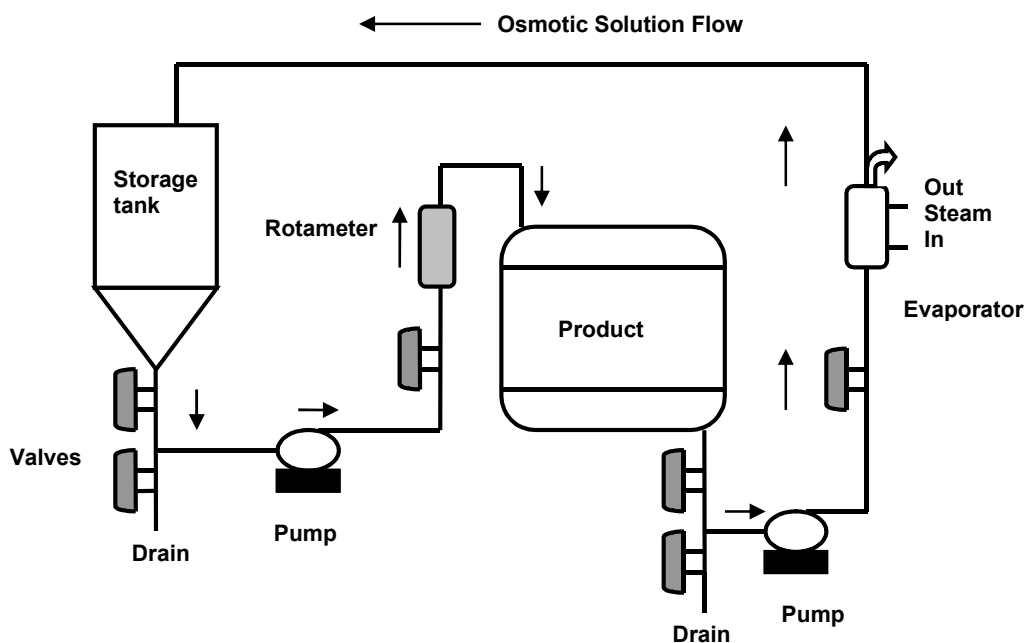 Osmotic Solution Flow
Storage
tank
Rotameter
Out
Steam
In
Product
Evaporator
Valves
Pump
Drain
Pump
Drain